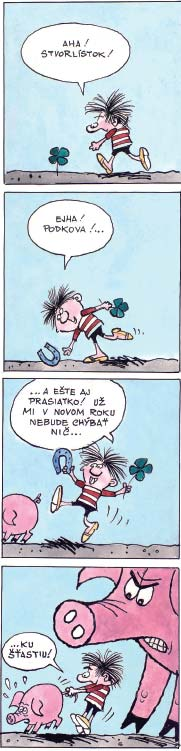 AHA!
ŠTVORLÍSTOK!
EJHA!
PODKOVA!...
...A EŠTE AJ
PRASIATKO! UŽ
MI V NOVOM ROKU
NEBUDE CHÝBAŤ
NIČ...
...KU
ŠŤASTIU!